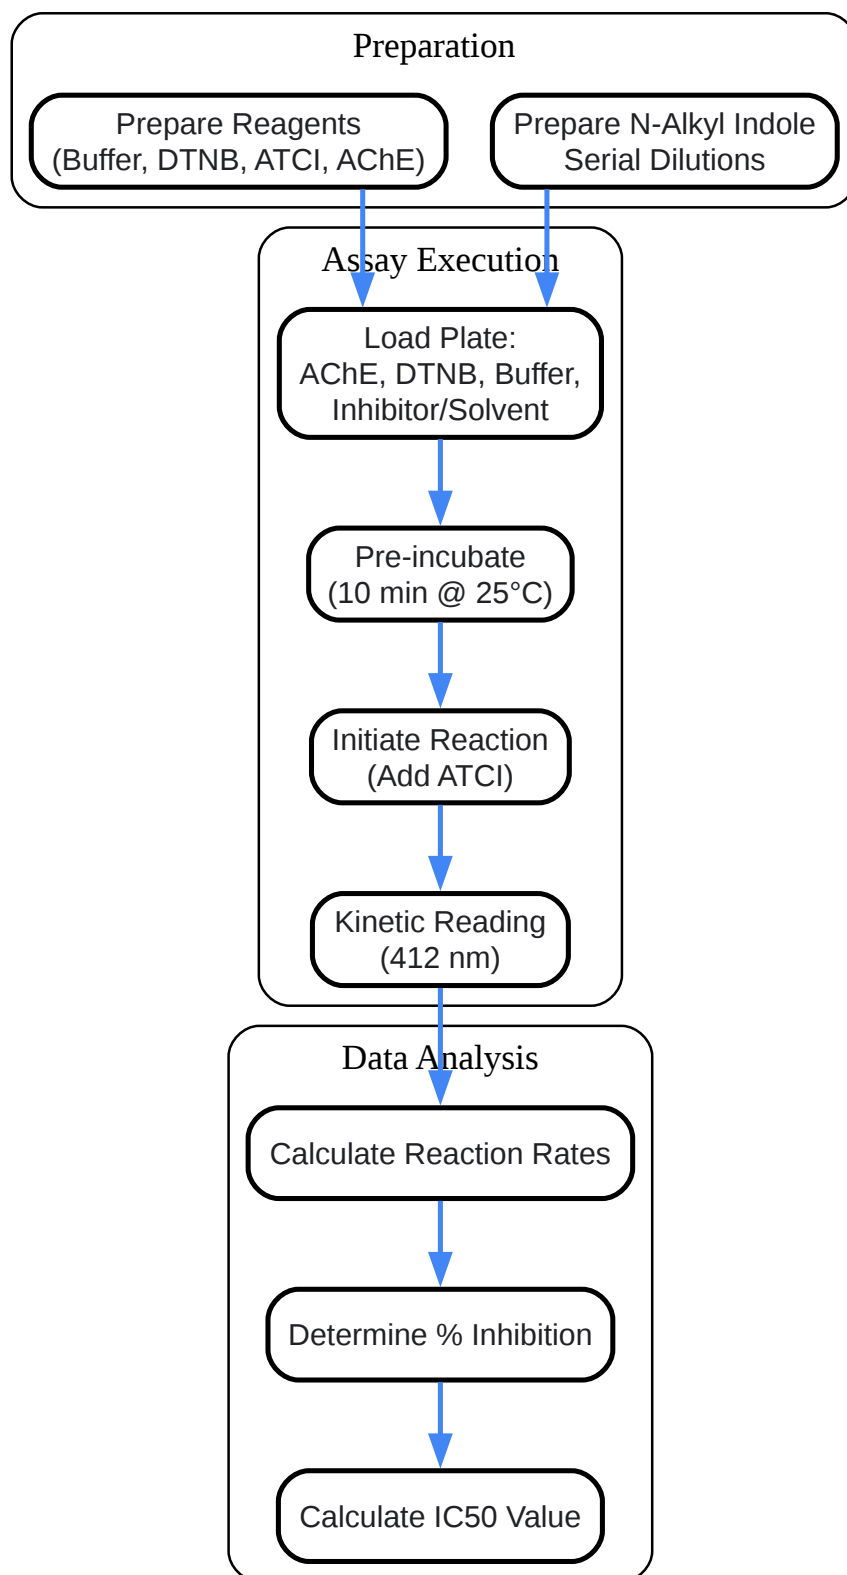 Preparation
Prepare Reagents
(Buffer, DTNB, ATCI, AChE)
Prepare N-Alkyl Indole
Serial Dilutions
Assay Execution
Load Plate:
AChE, DTNB, Buffer,
Inhibitor/Solvent
Pre-incubate
(10 min @ 25°C)
Initiate Reaction
(Add ATCI)
Kinetic Reading
(412 nm)
Data Analysis
Calculate Reaction Rates
Determine % Inhibition
Calculate IC50 Value